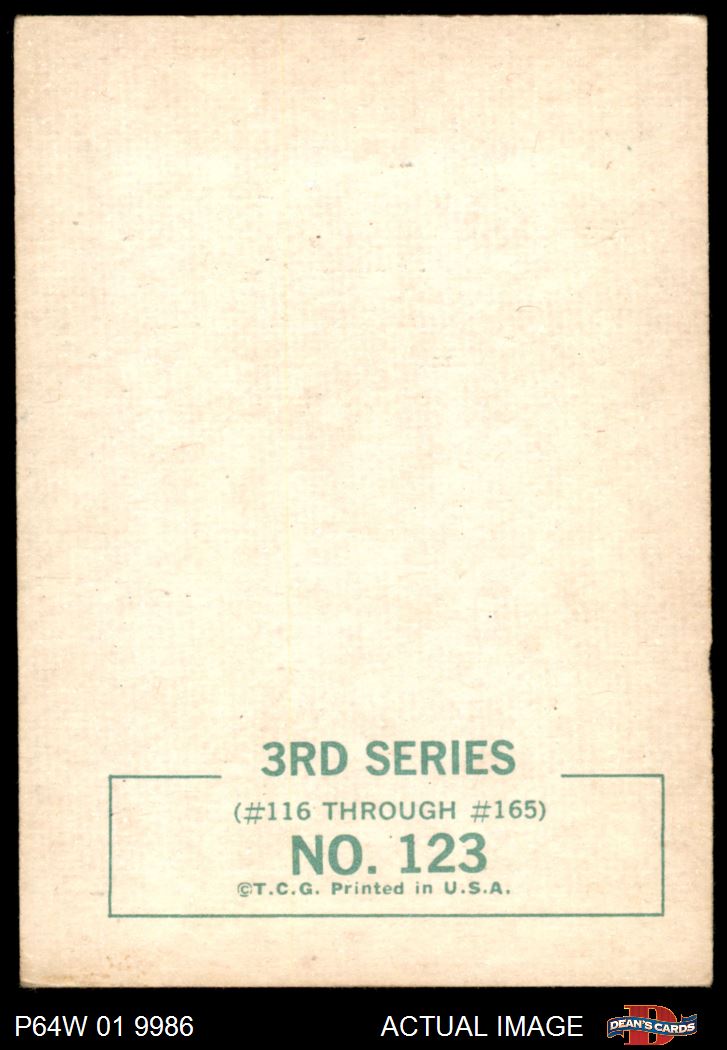 3RD SERIES
(#116 THROUGH #165)
NO. 123
©T.C.G. Printed in U.S.A.
P64W 01 9986
ACTUAL IMAGE
D
DEAN'S CARDS